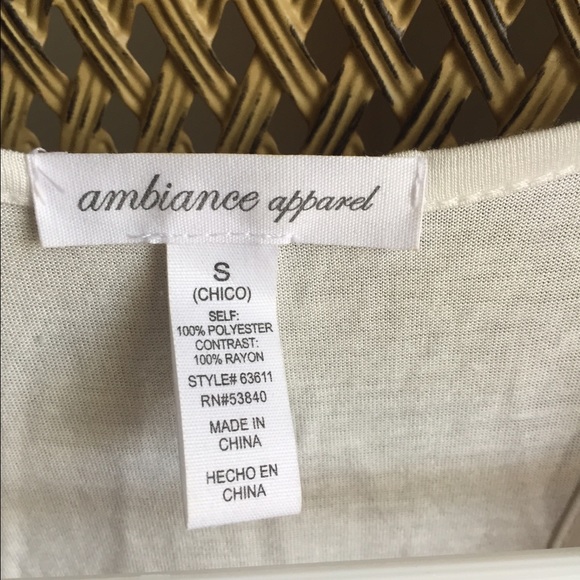 ambiance apparel
S
(CHICO)
SELF:
100% POLYESTER
CONTRAST:
100% RAYON
STYLE# 63611
RN#53840
MADE IN
CHINA
HECHO EN
CHINA